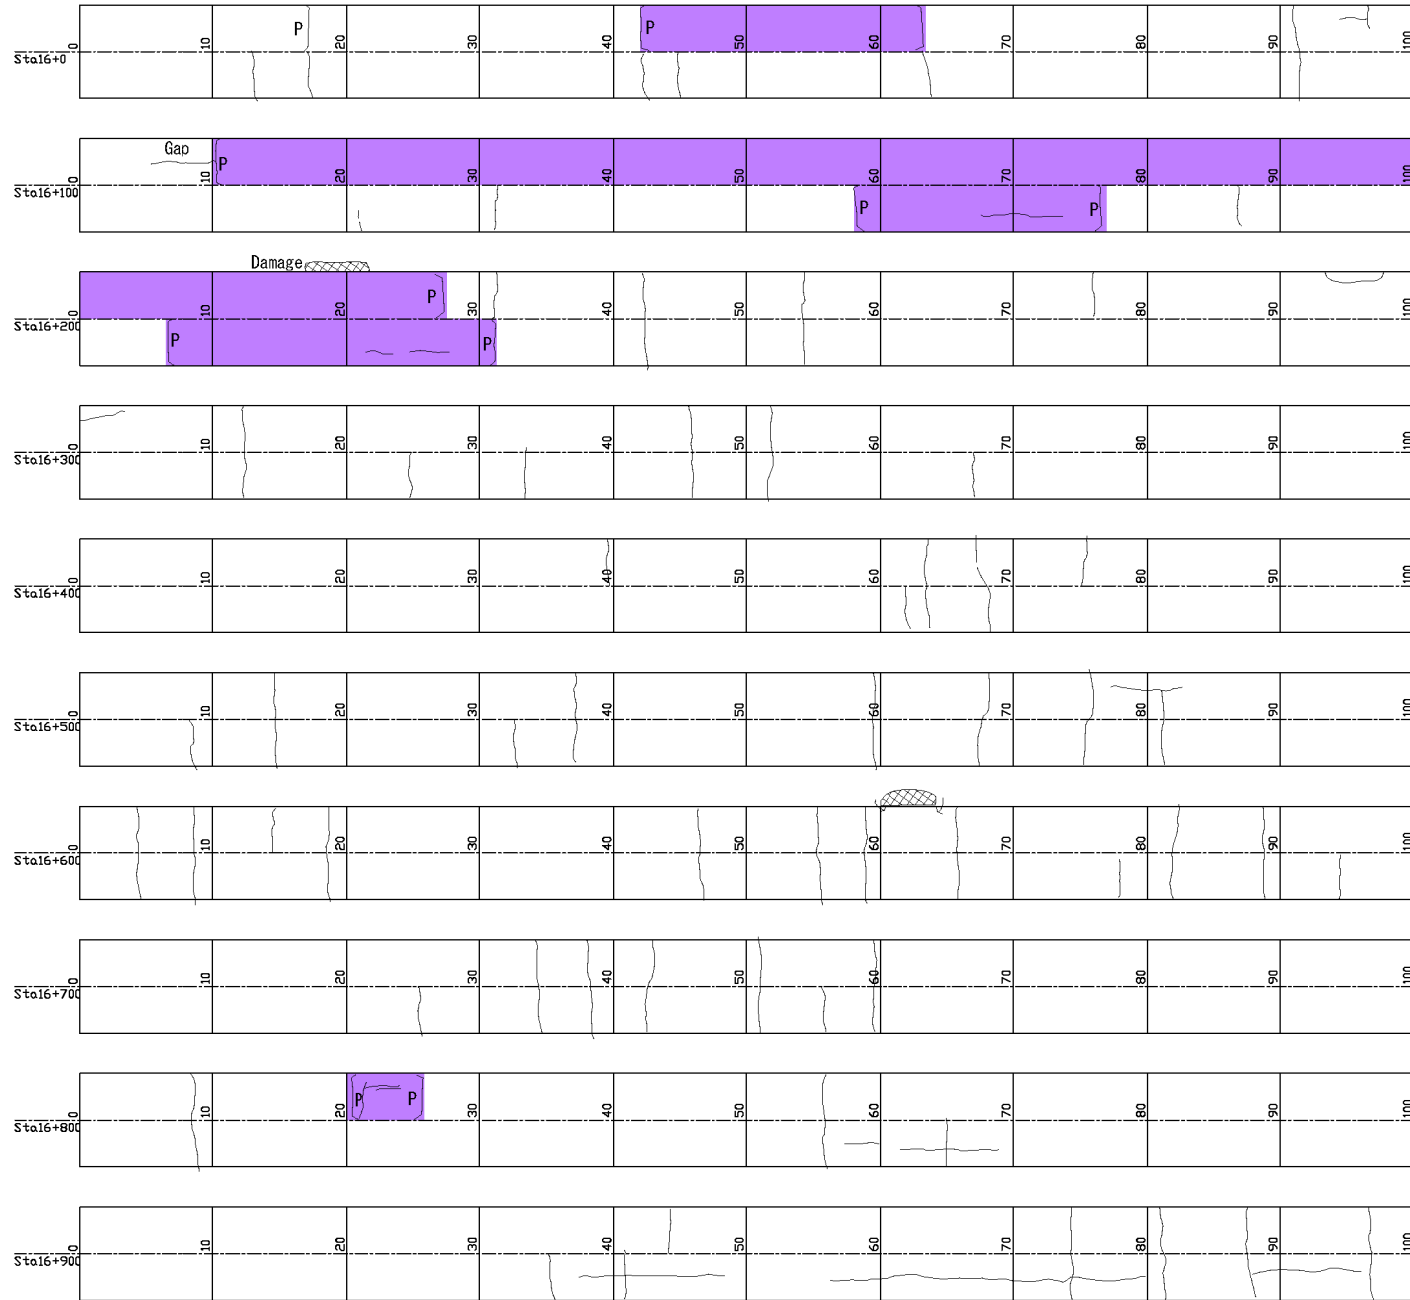 P P
Sta16+0 0 10 20 30 40 50 60 70 80 90 100
Gap P
Sta16+100 0 10 20 30 40 50 60 70 80 90 100
P P
Damage
P
Sta16+200 0 10 20 30 40 50 60 70 80 90 100
P P
Sta16+300 0 10 20 30 40 50 60 70 80 90 100
Sta16+400 0 10 20 30 40 50 60 70 80 90 100
Sta16+500 0 10 20 30 40 50 60 70 80 90 100
Sta16+600 0 10 20 30 40 50 60 70 80 90 100
Sta16+700 0 10 20 30 40 50 60 70 80 90 100
P P
Sta16+800 0 10 20 30 40 50 60 70 80 90 100
Sta16+900 0 10 20 30 40 50 60 70 80 90 100